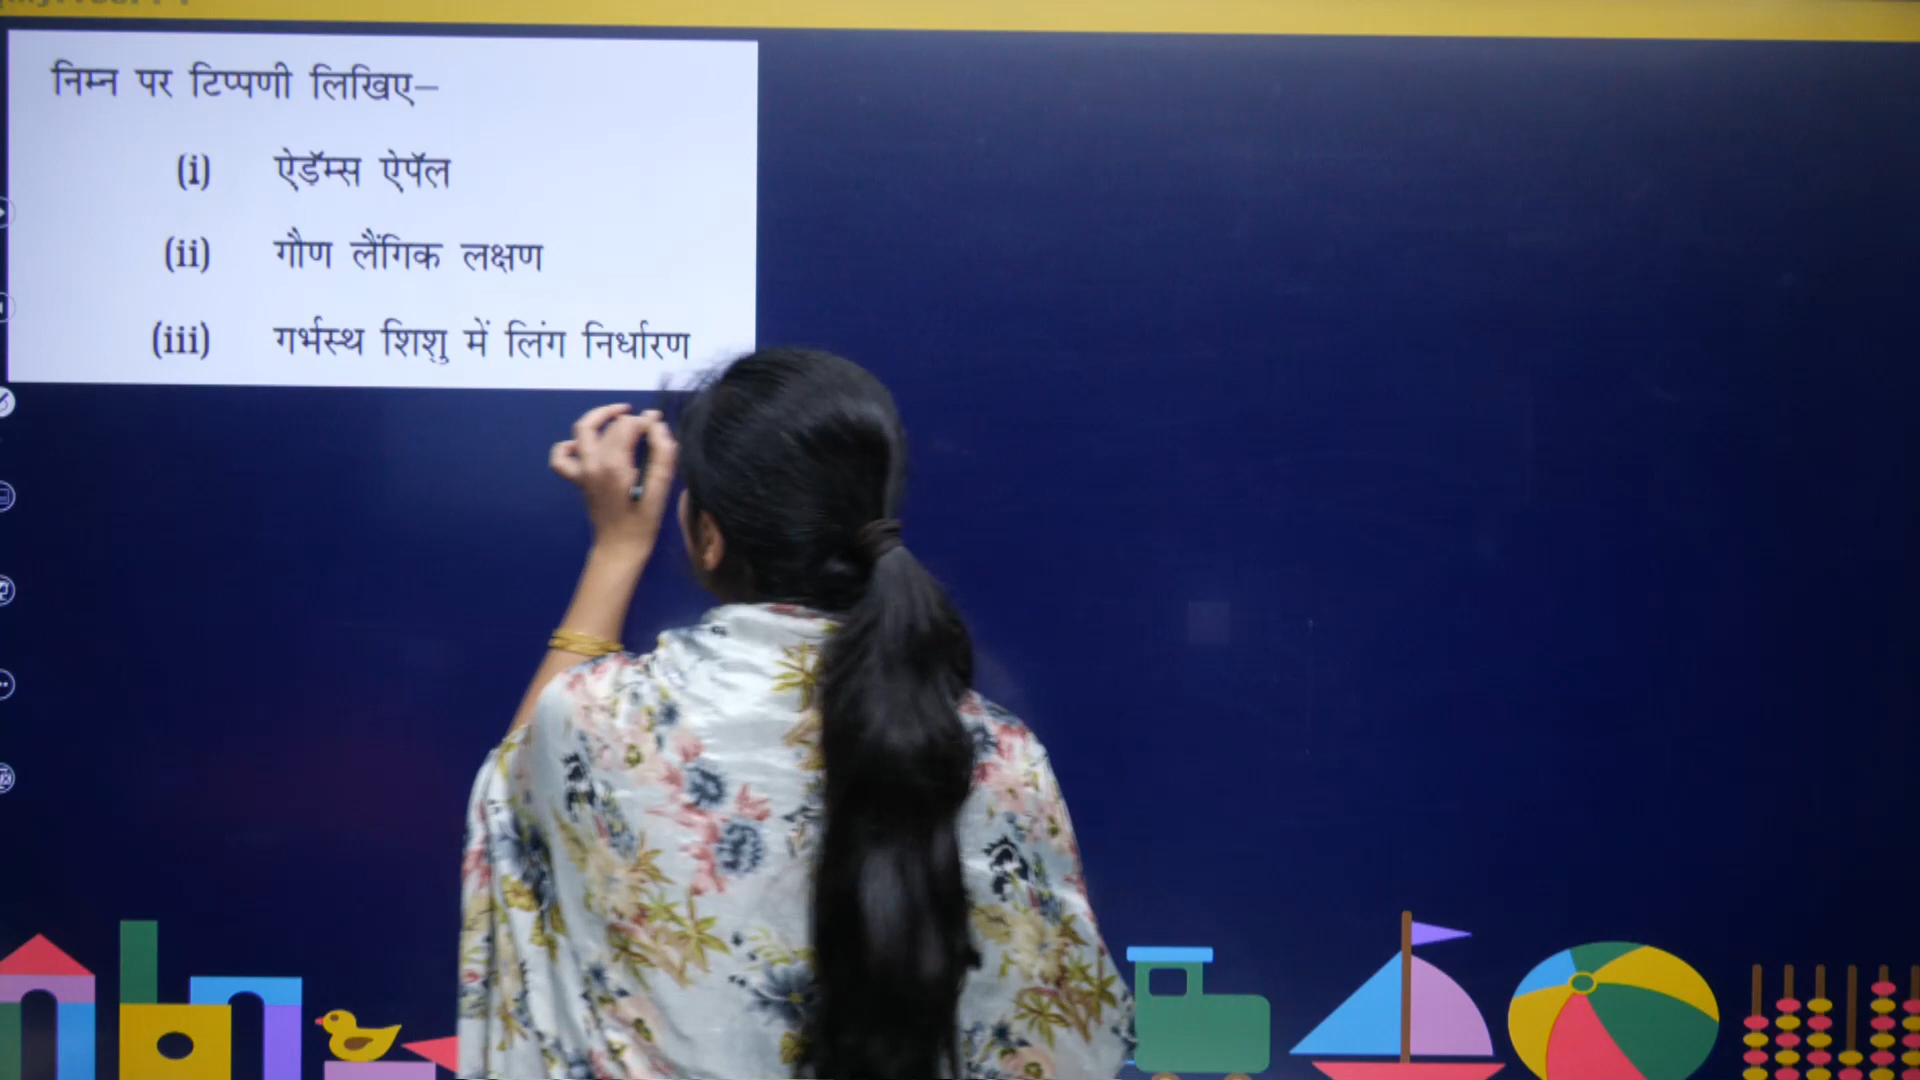 निम्न पर टिप्पणी लिखिए–
(i) ऐडॅम्स ऐपॅल
(ii) गौण लैंगिक लक्षण
(iii) गर्भस्थ शिशु में लिंग निर्धारण